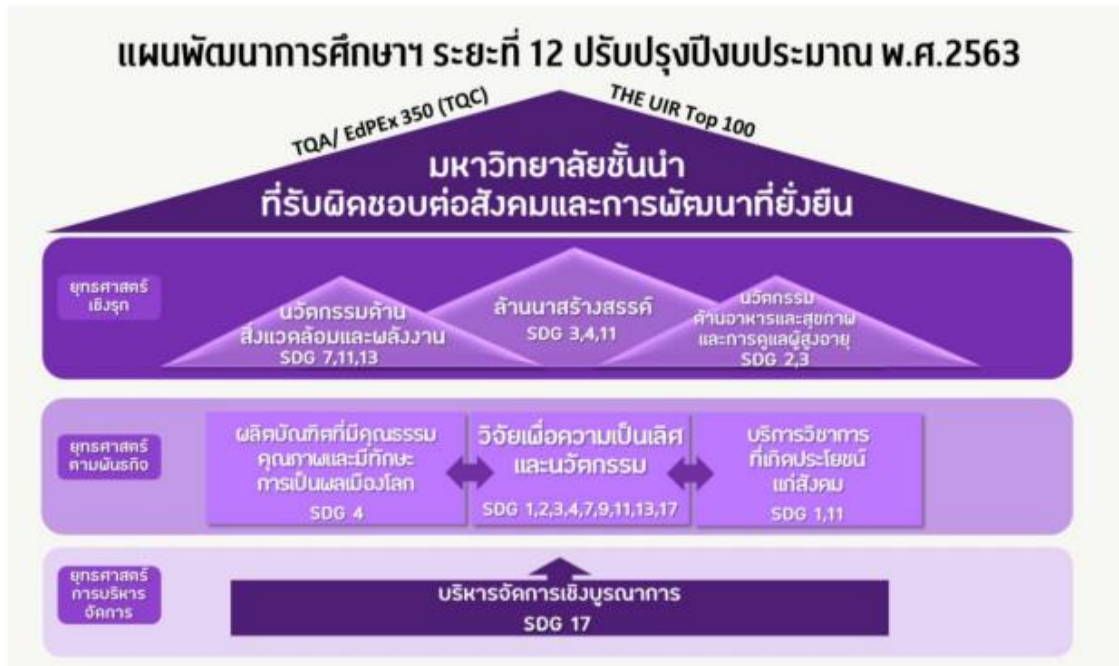 แผนพัฒนาการศึกษาฯ ระยะที่ 12 ปรับปรุงปีงบประมาณ พ.ศ.2563
TQA/ EdPEx 350 (TQC)
THE UIR Top 100
มหาวิทยาลัยชั้นนำ
ที่รับผิดชอบต่อสังคมและการพัฒนาที่ยั่งยืน
ยุทธศาสตร์
เชิงรุก
นวัตกรรมด้าน
สิ่งแวดล้อมและพลังงาน
SDG 7,11,13
ล้านนาสร้างสรรค์
SDG 3,4,11
นวัตกรรม
ด้านอาหารและสุขภาพ
และการดูแลผู้สูงอายุ
SDG 2,3
ยุทธศาสตร์
ตามพันธกิจ
ผลิตบัณฑิตที่มีคุณธรรม
คุณภาพและมีทักษะ
การเป็นพลเมืองโลก
SDG 4
วิจัยเพื่อความเป็นเลิศ
และนวัตกรรม
SDG 1,2,3,4,7,9,11,13,17
บริการวิชาการ
ที่เกิดประโยชน์
แก่สังคม
SDG 1,11
ยุทธศาสตร์
การบริหาร
จัดการ
บริหารจัดการเชิงบูรณาการ
SDG 17